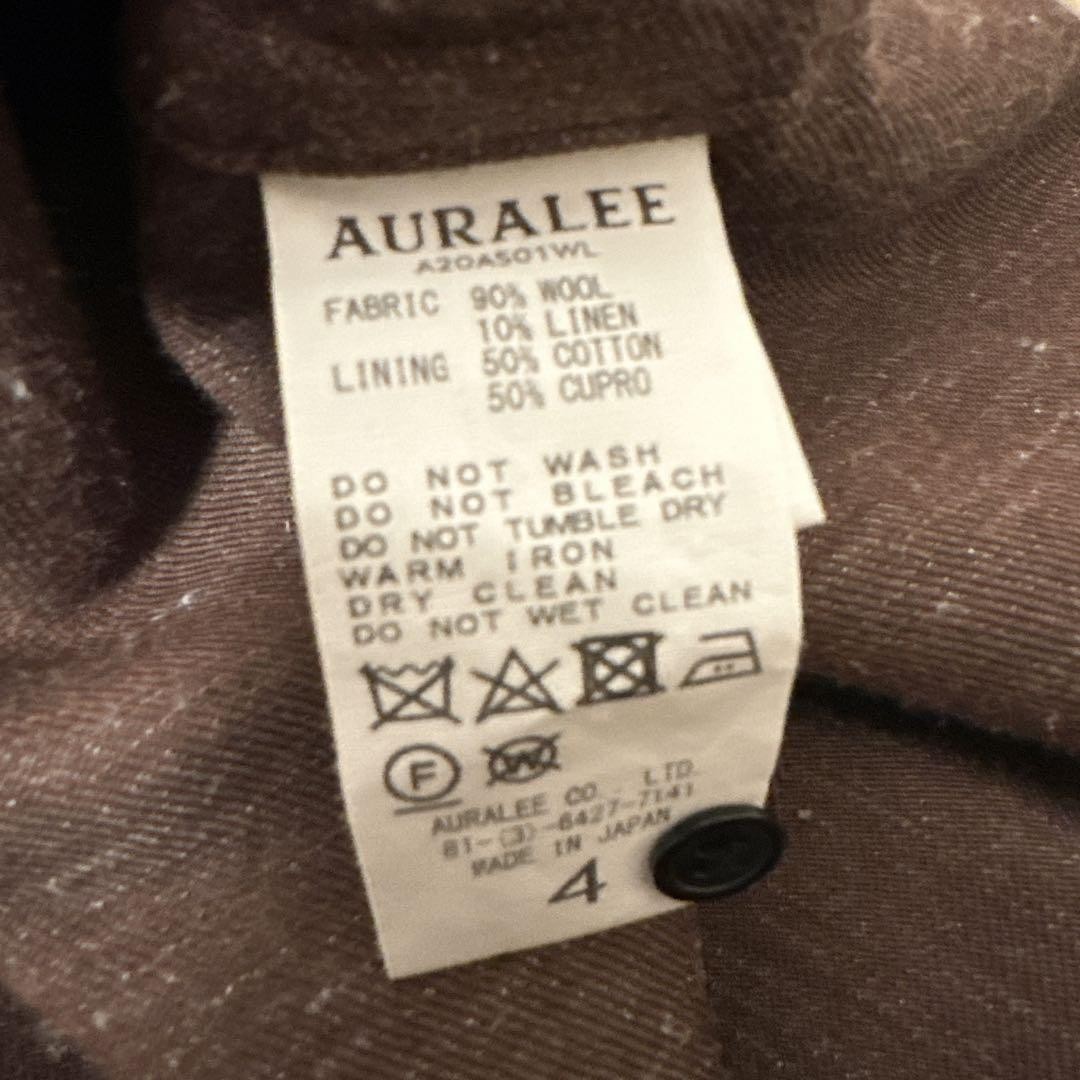 AURALEE
A20AS01WL
FABRIC 90% WOOL
10% LINEN
LINING 50% COTTON
50% CUPRO
DO NOT WASH
DO NOT BLEACH
DO NOT TUMBLE DRY
WARM IRON
DRY CLEAN
DO NOT WET CLEAN
F W
AURALEE CO., LTD.
81-(3)-6427-7141
MADE IN JAPAN
4